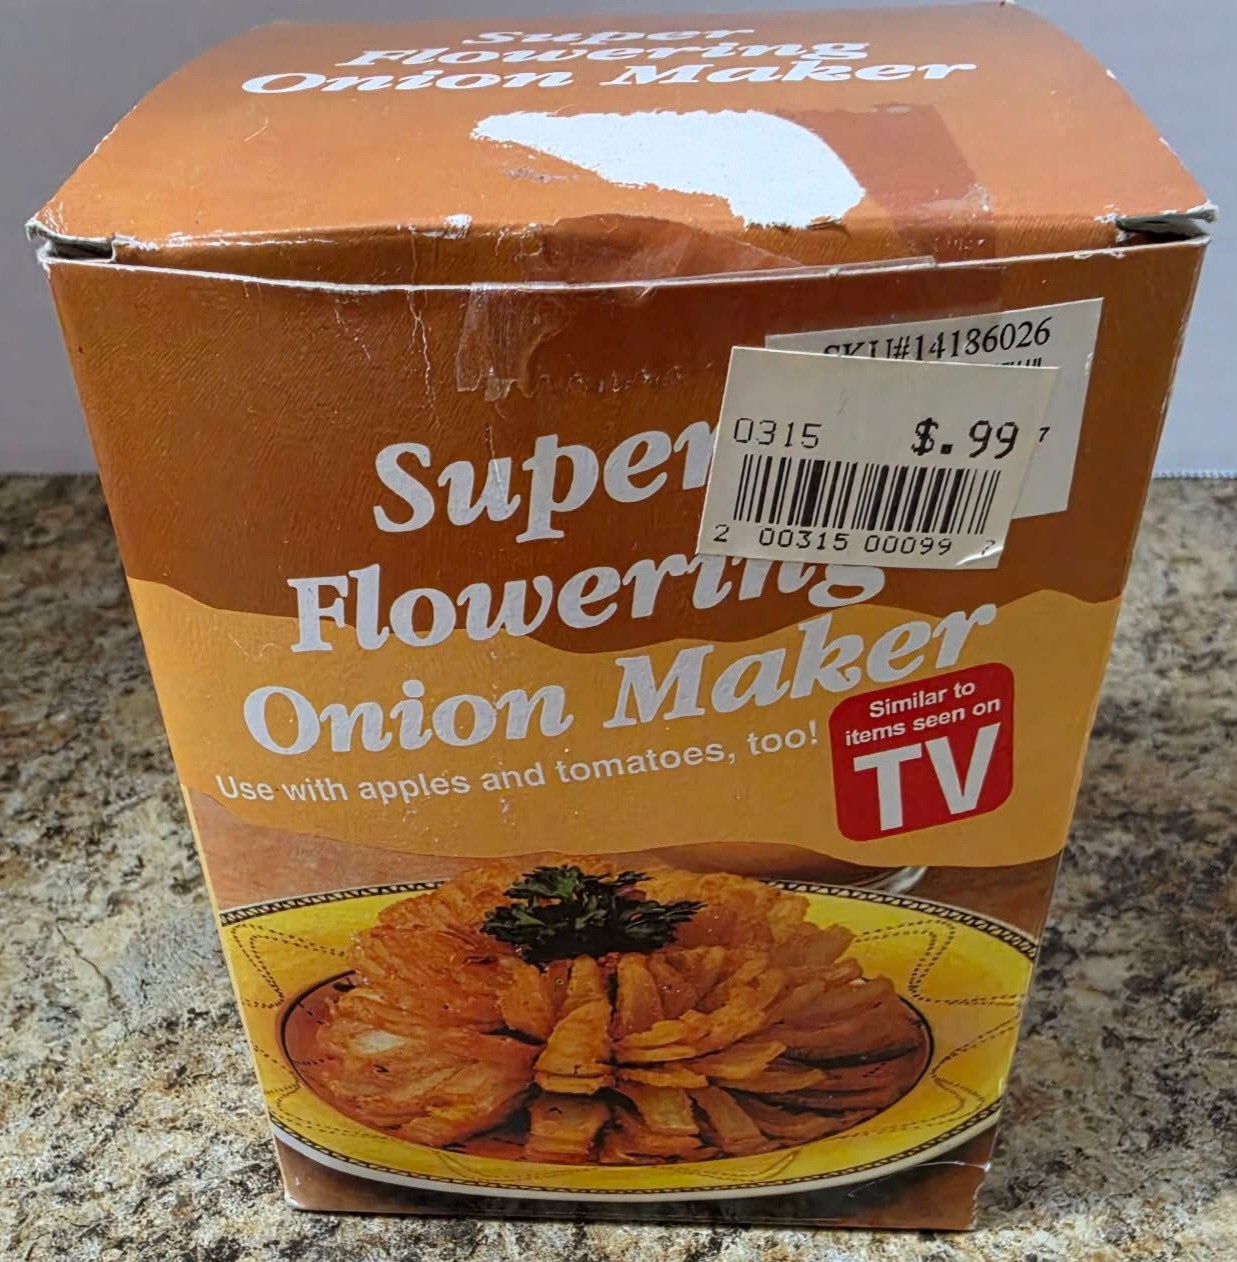 Super
Flowering
Onion Maker
SKU#14186026
0315 $.99 7
2 00315 00099 7
Super
Flowering
Onion Maker
Use with apples and tomatoes, too!
Similar to
items seen on
TV